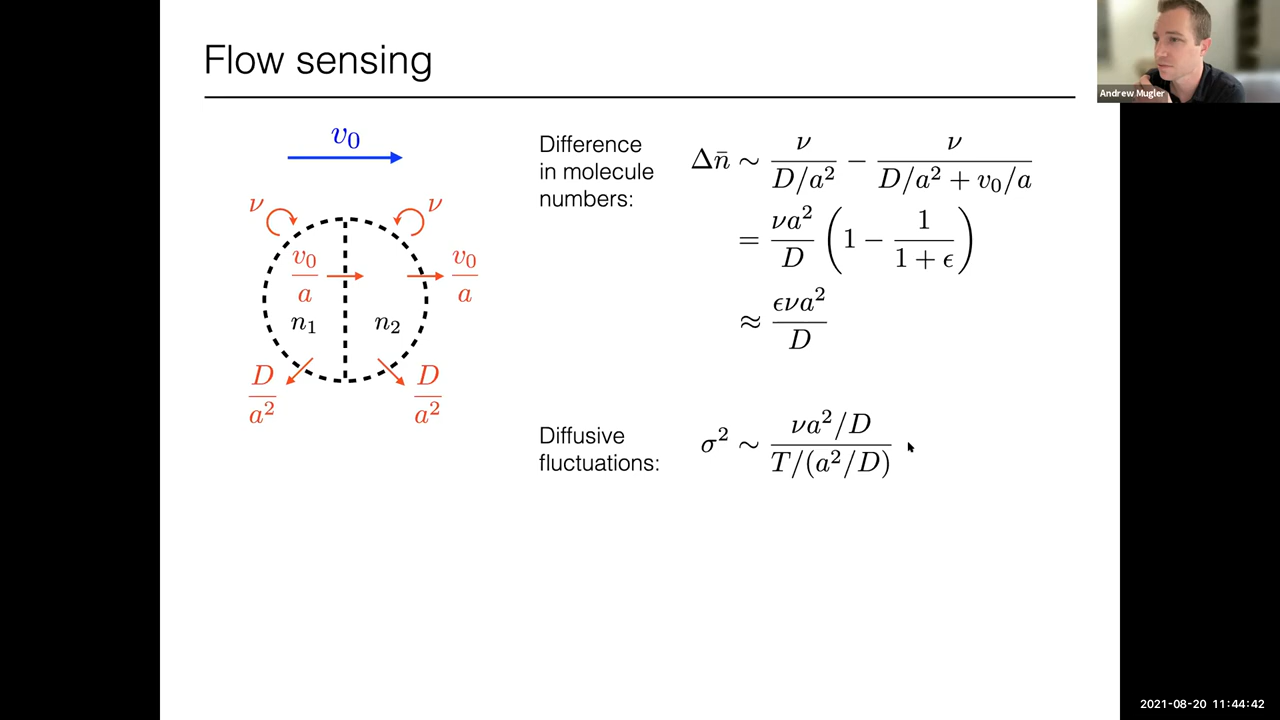 Flow sensing
Andrew Mugler
v₀
ν ν
v₀/a v₀/a
n₁ n₂
D/a² D/a²
Difference
in molecule
numbers:
Δn̄ ∼ ν/(D/a²) − ν/(D/a² + v₀/a)
= νa²/D (1 − 1/(1 + ϵ))
≈ ϵνa²/D
Diffusive
fluctuations:
σ² ∼ (νa²/D)/(T/(a²/D))
2021-08-20 11:44:42